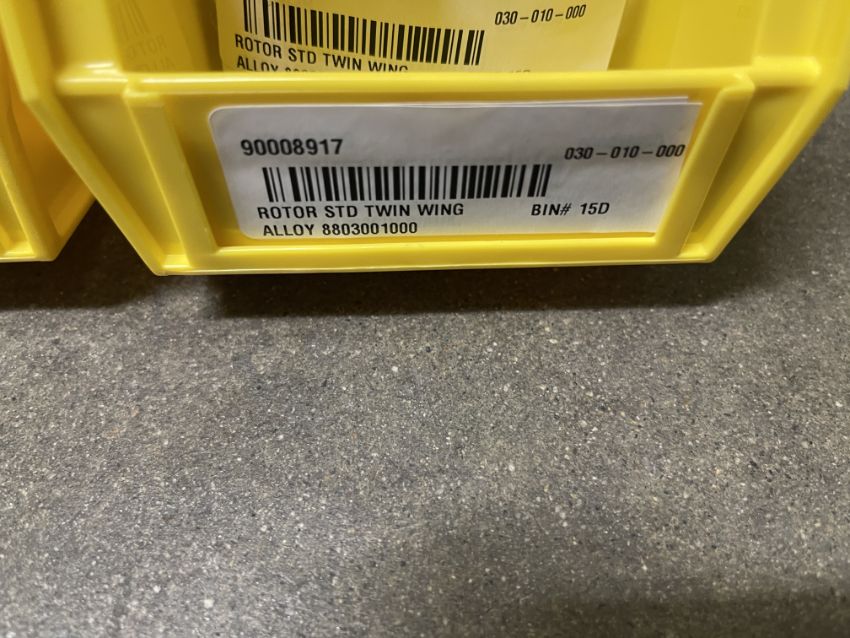 030-010-000
ROTOR STD TWIN WING
ALLOY
90008917 030-010-000
ROTOR STD TWIN WING BIN# 15D
ALLOY 8803001000